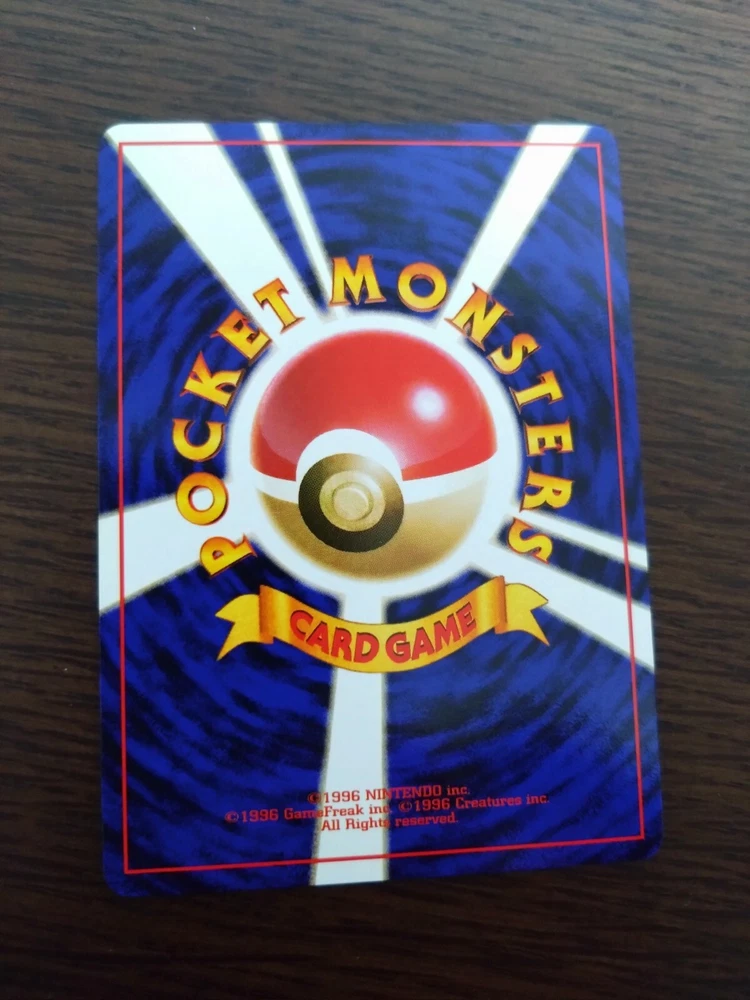 POCKET MONSTERS
CARD GAME
©1996 NINTENDO inc.
©1996 GameFreak inc. ©1996 Creatures inc.
All Rights reserved.